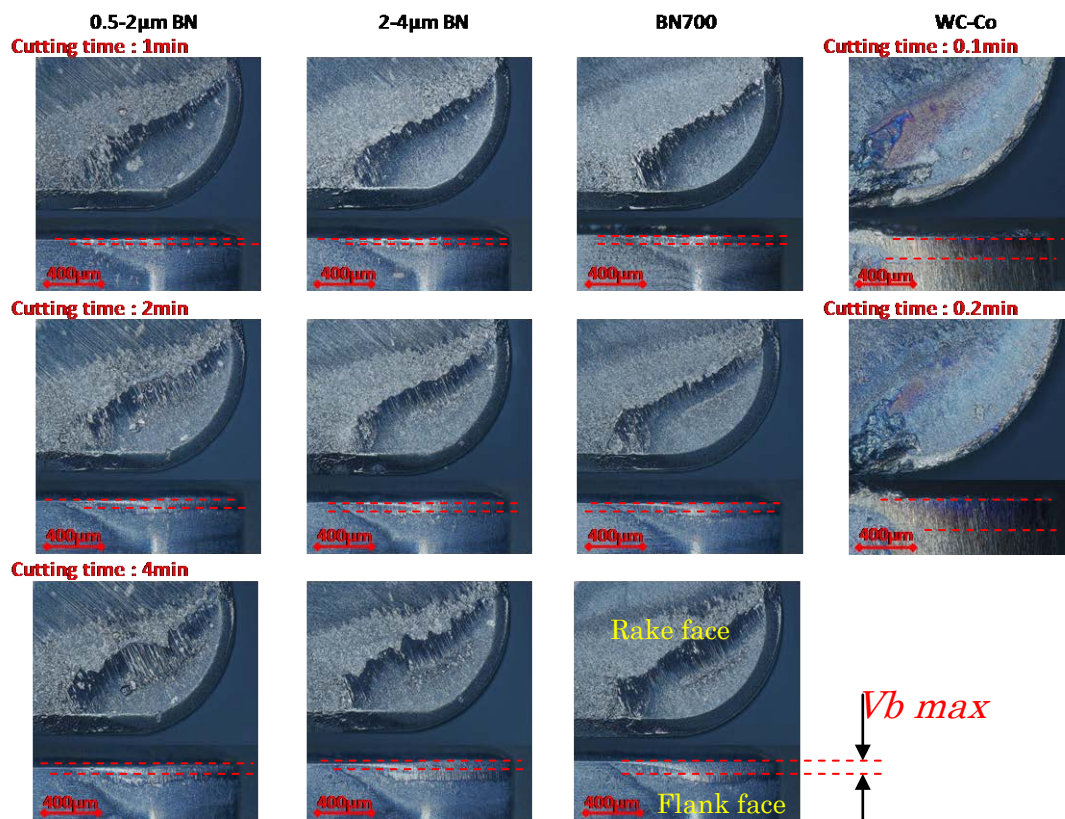 0.5-2μm BN
2-4μm BN
BN700
WC-Co
Cutting time : 1min
Cutting time : 0.1min
400μm
400μm
400μm
400μm
Cutting time : 2min
Cutting time : 0.2min
400μm
400μm
400μm
400μm
Cutting time : 4min
Rake face
Vb max
400μm
400μm
400μm
Flank face